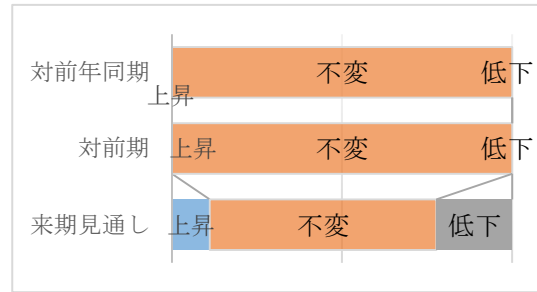 対前年同期 不変 低下
上昇
対前期 上昇 不変 低下
来期見通し 上昇 不変 低下